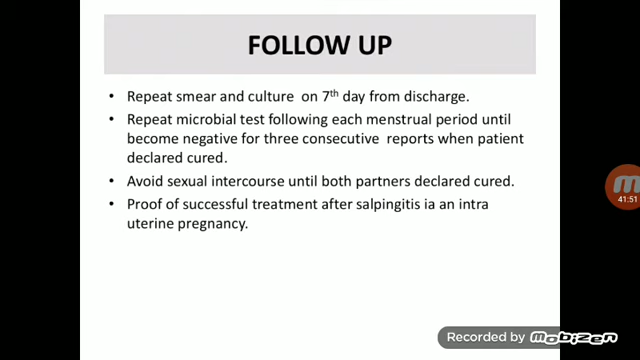 FOLLOW UP
• Repeat smear and culture on 7th day from discharge.
• Repeat microbial test following each menstrual period until
become negative for three consecutive reports when patient
declared cured.
• Avoid sexual intercourse until both partners declared cured.
• Proof of successful treatment after salpingitis ia an intra
uterine pregnancy.
41:51
Recorded by Mobizen